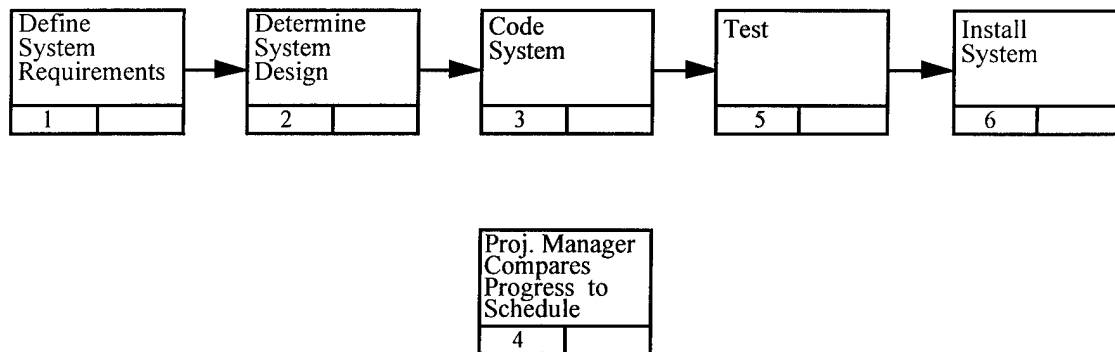 Define
System
Requirements
1
Determine
System
Design
2
Code
System
3
Test
5
Install
System
6
Proj. Manager
Compares
Progress to
Schedule
4